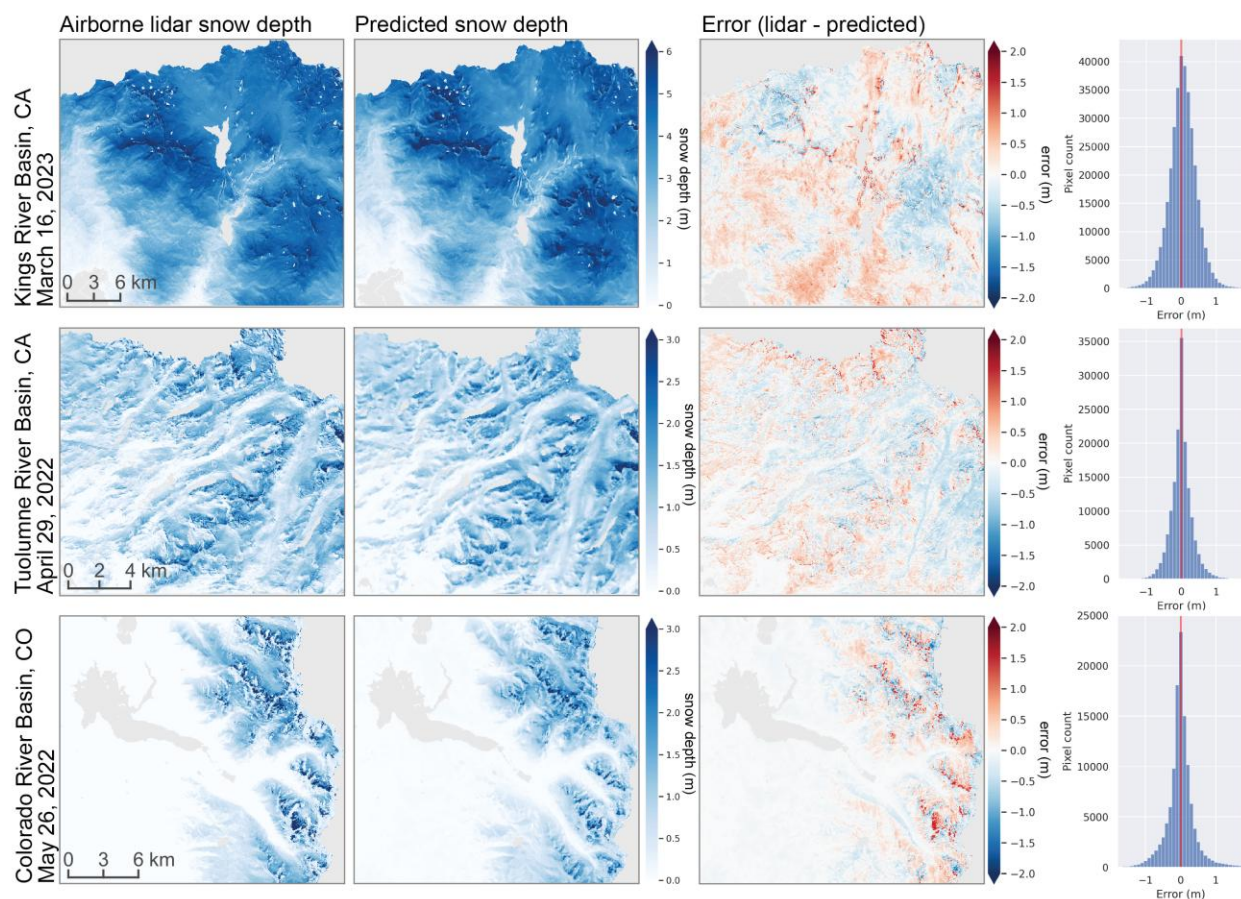 Airborne lidar snow depth
Predicted snow depth
Error (lidar - predicted)
Kings River Basin, CA
March 16, 2023
0 3 6 km
6
5
4
3
2
1
0
snow depth (m)
2.0
1.5
1.0
0.5
0.0
−0.5
−1.0
−1.5
−2.0
error (m)
Pixel count
40000
35000
30000
25000
20000
15000
10000
5000
0
−1 0 1
Error (m)
Tuolumne River Basin, CA
April 29, 2022
0 2 4 km
3.0
2.5
2.0
1.5
1.0
0.5
0.0
snow depth (m)
2.0
1.5
1.0
0.5
0.0
−0.5
−1.0
−1.5
−2.0
error (m)
Pixel count
35000
30000
25000
20000
15000
10000
5000
0
−1 0 1
Error (m)
Colorado River Basin, CO
May 26, 2022
0 3 6 km
3.0
2.5
2.0
1.5
1.0
0.5
0.0
snow depth (m)
2.0
1.5
1.0
0.5
0.0
−0.5
−1.0
−1.5
−2.0
error (m)
Pixel count
25000
20000
15000
10000
5000
0
−1 0 1
Error (m)